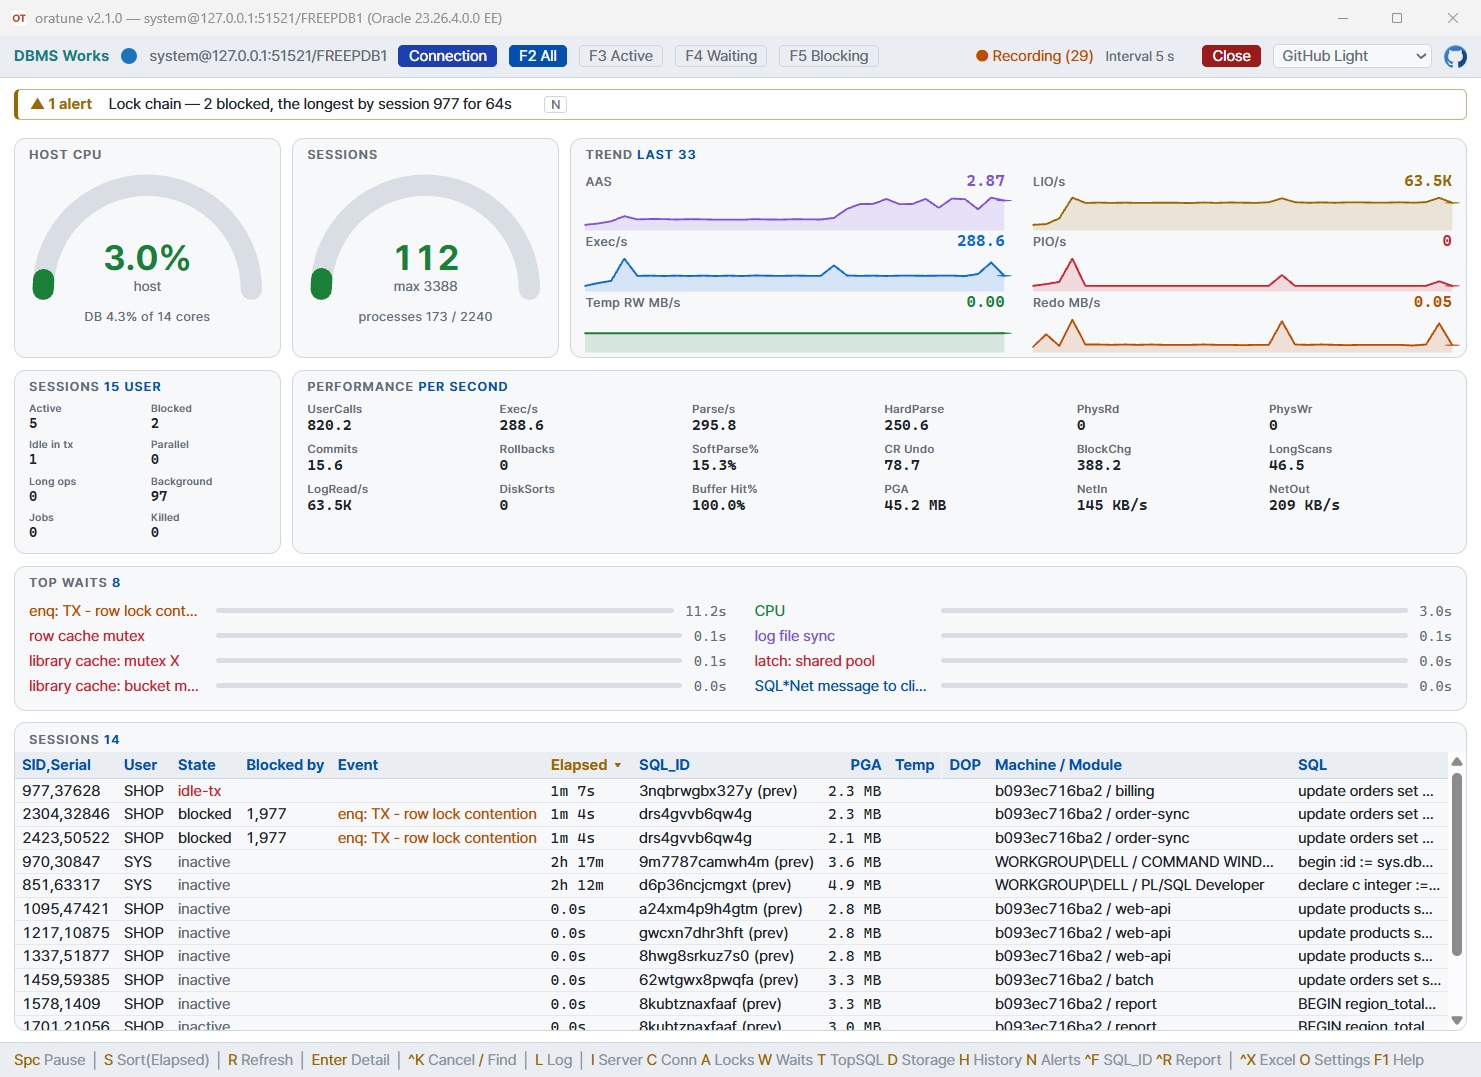 OT oratune v2.1.0 — system@127.0.0.1:51521/FREEPDB1 (Oracle 23.26.4.0.0 EE)
DBMS Works system@127.0.0.1:51521/FREEPDB1 Connection F2 All F3 Active F4 Waiting F5 Blocking Recording (29) Interval 5 s Close GitHub Light
1 alert Lock chain — 2 blocked, the longest by session 977 for 64s N
HOST CPU
3.0%
host
DB 4.3% of 14 cores
SESSIONS
112
max 3388
processes 173 / 2240
TREND LAST 33
AAS 2.87 LIO/s 63.5K
Exec/s 288.6 PIO/s 0
Temp RW MB/s 0.00 Redo MB/s 0.05
SESSIONS 15 USER
Active Blocked
5 2
Idle in tx Parallel
1 0
Long ops Background
0 97
Jobs Killed
0 0
PERFORMANCE PER SECOND
UserCalls Exec/s Parse/s HardParse PhysRd PhysWr
820.2 288.6 295.8 250.6 0 0
Commits Rollbacks SoftParse% CR Undo BlockChg LongScans
15.6 0 15.3% 78.7 388.2 46.5
LogRead/s DiskSorts Buffer Hit% PGA NetIn NetOut
63.5K 0 100.0% 45.2 MB 145 KB/s 209 KB/s
TOP WAITS 8
enq: TX - row lock cont... 11.2s CPU 3.0s
row cache mutex 0.1s log file sync 0.1s
library cache: mutex X 0.1s latch: shared pool 0.0s
library cache: bucket m... 0.0s SQL*Net message to cli... 0.0s
SESSIONS 14
SID,Serial User State Blocked by Event Elapsed SQL_ID PGA Temp DOP Machine / Module SQL
977,37628 SHOP idle-tx 1m 7s 3nqbrwgbx327y (prev) 2.3 MB b093ec716ba2 / billing update orders set ...
2304,32846 SHOP blocked 1,977 enq: TX - row lock contention 1m 4s drs4gvvb6qw4g 2.3 MB b093ec716ba2 / order-sync update orders set ...
2423,50522 SHOP blocked 1,977 enq: TX - row lock contention 1m 4s drs4gvvb6qw4g 2.1 MB b093ec716ba2 / order-sync update orders set ...
970,30847 SYS inactive 2h 17m 9m7787camwh4m (prev) 3.6 MB WORKGROUP\DELL / COMMAND WIND... begin :id := sys.db...
851,63317 SYS inactive 2h 12m d6p36ncjcmgxt (prev) 4.9 MB WORKGROUP\DELL / PL/SQL Developer declare c integer :=...
1095,47421 SHOP inactive 0.0s a24xm4p9h4gtm (prev) 2.8 MB b093ec716ba2 / web-api update products s...
1217,10875 SHOP inactive 0.0s gwcxn7dhr3hft (prev) 2.8 MB b093ec716ba2 / web-api update products s...
1337,51877 SHOP inactive 0.0s 8hwg8srkuz7s0 (prev) 2.8 MB b093ec716ba2 / web-api update products s...
1459,59385 SHOP inactive 0.0s 62wtgwx8pwqfa (prev) 3.3 MB b093ec716ba2 / batch update orders set s...
1578,1409 SHOP inactive 0.0s 8kubtznaxfaaf (prev) 3.3 MB b093ec716ba2 / report BEGIN region_total...
1701,21056 SHOP inactive 0.0s 8kubtznaxfaaf (prev) 3.0 MB b093ec716ba2 / report BEGIN region_total...
Spc Pause | S Sort(Elapsed) | R Refresh | Enter Detail | ^K Cancel / Find | L Log | I Server C Conn A Locks W Waits T TopSQL D Storage H History N Alerts ^F SQL_ID ^R Report | ^X Excel O Settings F1 Help